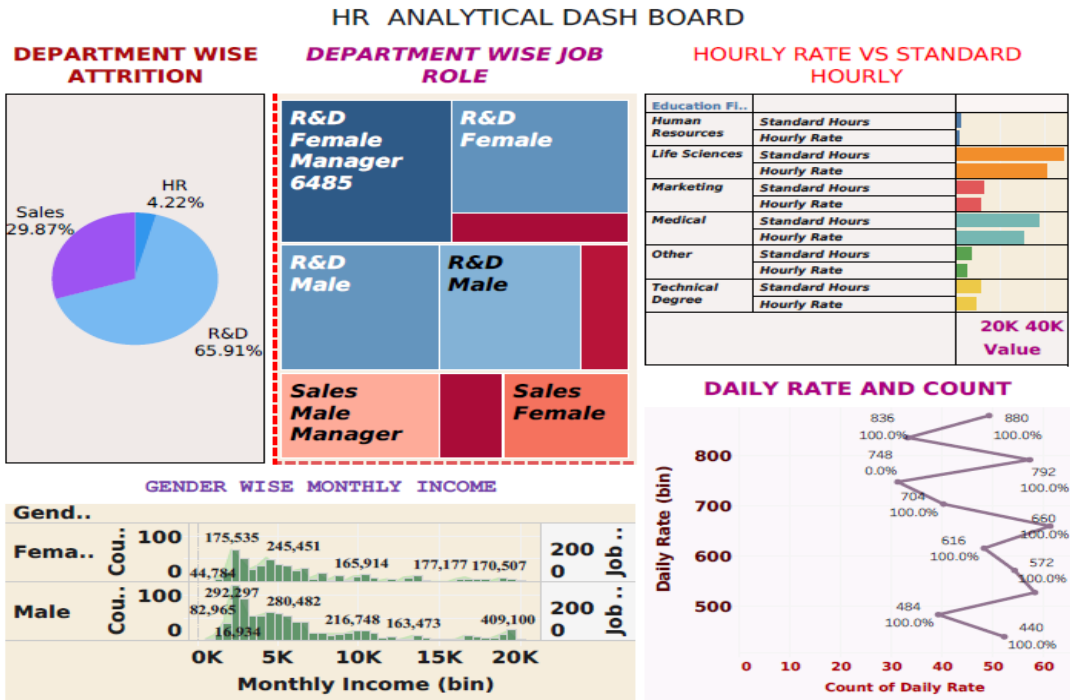 HR ANALYTICAL DASH BOARD
DEPARTMENT WISE
ATTRITION
HR
4.22%
Sales
29.87%
R&D
65.91%
DEPARTMENT WISE JOB
ROLE
R&D
Female
Manager
6485
R&D
Female
R&D
Male
R&D
Male
Sales
Male
Manager
Sales
Female
HOURLY RATE VS STANDARD
HOURLY
Education Fi..
Human
Resources
Standard Hours
Hourly Rate
Life Sciences
Standard Hours
Hourly Rate
Marketing
Standard Hours
Hourly Rate
Medical
Standard Hours
Hourly Rate
Other
Standard Hours
Hourly Rate
Technical
Degree
Standard Hours
Hourly Rate
20K 40K
Value
GENDER WISE MONTHLY INCOME
Gend..
Fema..
Cou..
100
0
44,784
175,535
245,451
165,914
177,177
170,507
200
0
Job ..
Male
Cou..
100
0
82,965
292,297
16,934
280,482
216,748
163,473
409,100
200
0
Job ..
0K 5K 10K 15K 20K
Monthly Income (bin)
DAILY RATE AND COUNT
Daily Rate (bin)
800
700
600
500
836
100.0%
880
100.0%
748
0.0%
792
100.0%
704
100.0%
660
100.0%
616
100.0%
572
100.0%
484
100.0%
440
100.0%
0 10 20 30 40 50 60
Count of Daily Rate